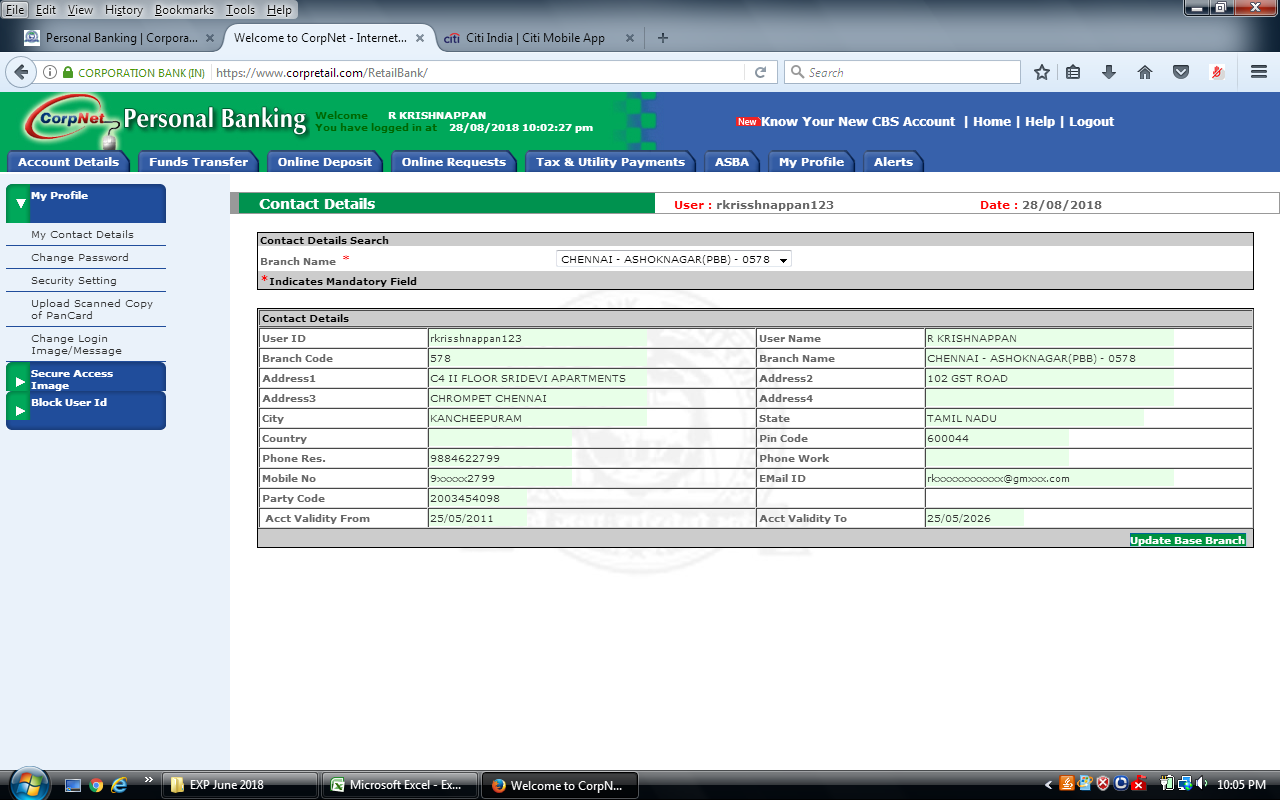 File Edit View History Bookmarks Tools Help
Personal Banking | Corpora... Welcome to CorpNet - Internet... citi Citi India | Citi Mobile App
CORPORATION BANK (IN) https://www.corpretail.com/RetailBank/ Search
CorpNet Personal Banking
Welcome R KRISHNAPPAN
You have logged in at 28/08/2018 10:02:27 pm
New Know Your New CBS Account | Home | Help | Logout
Account Details Funds Transfer Online Deposit Online Requests Tax & Utility Payments ASBA My Profile Alerts
My Profile
My Contact Details
Change Password
Security Setting
Upload Scanned Copy
of PanCard
Change Login
Image/Message
Secure Access
Image
Block User Id
Contact Details User : rkrisshnappan123 Date : 28/08/2018
Contact Details Search
Branch Name * CHENNAI - ASHOKNAGAR(PBB) - 0578
*Indicates Mandatory Field
Contact Details
User ID rkrisshnappan123 User Name R KRISHNAPPAN
Branch Code 578 Branch Name CHENNAI - ASHOKNAGAR(PBB) - 0578
Address1 C4 II FLOOR SRIDEVI APARTMENTS Address2 102 GST ROAD
Address3 CHROMPET CHENNAI Address4
City KANCHEEPURAM State TAMIL NADU
Country Pin Code 600044
Phone Res. 9884622799 Phone Work
Mobile No 9xxxxx2799 EMail ID rkxxxxxxxxxxx@gmxxx.com
Party Code 2003454098
Acct Validity From 25/05/2011 Acct Validity To 25/05/2026
Update Base Branch
EXP June 2018 Microsoft Excel - Exp... Welcome to CorpN... 10:05 PM